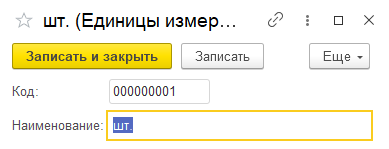 шт. (Единицы измер...
Записать и закрыть Записать Еще
Код: 000000001
Наименование: шт.